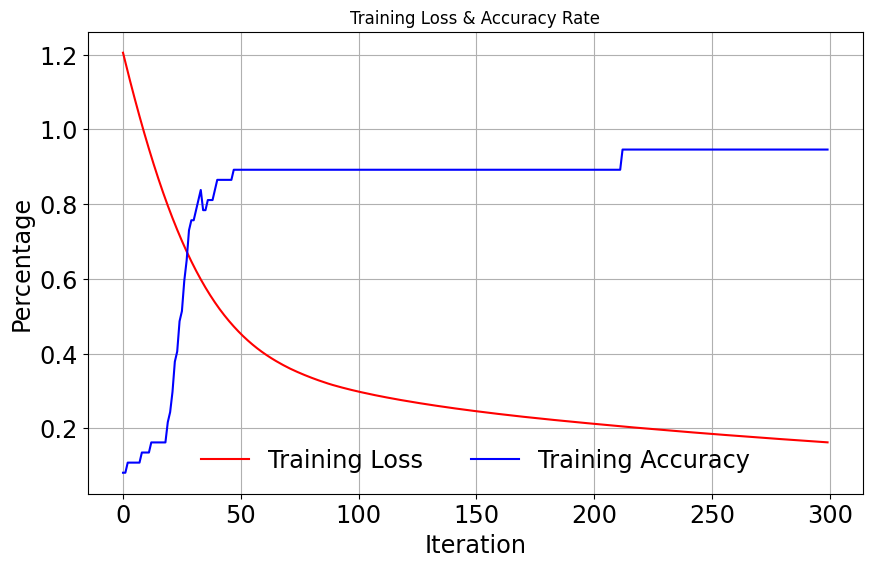 Training Loss & Accuracy Rate
1.2
1.0
0.8
0.6
0.4
0.2
Percentage
Training Loss
Training Accuracy
0 50 100 150 200 250 300
Iteration